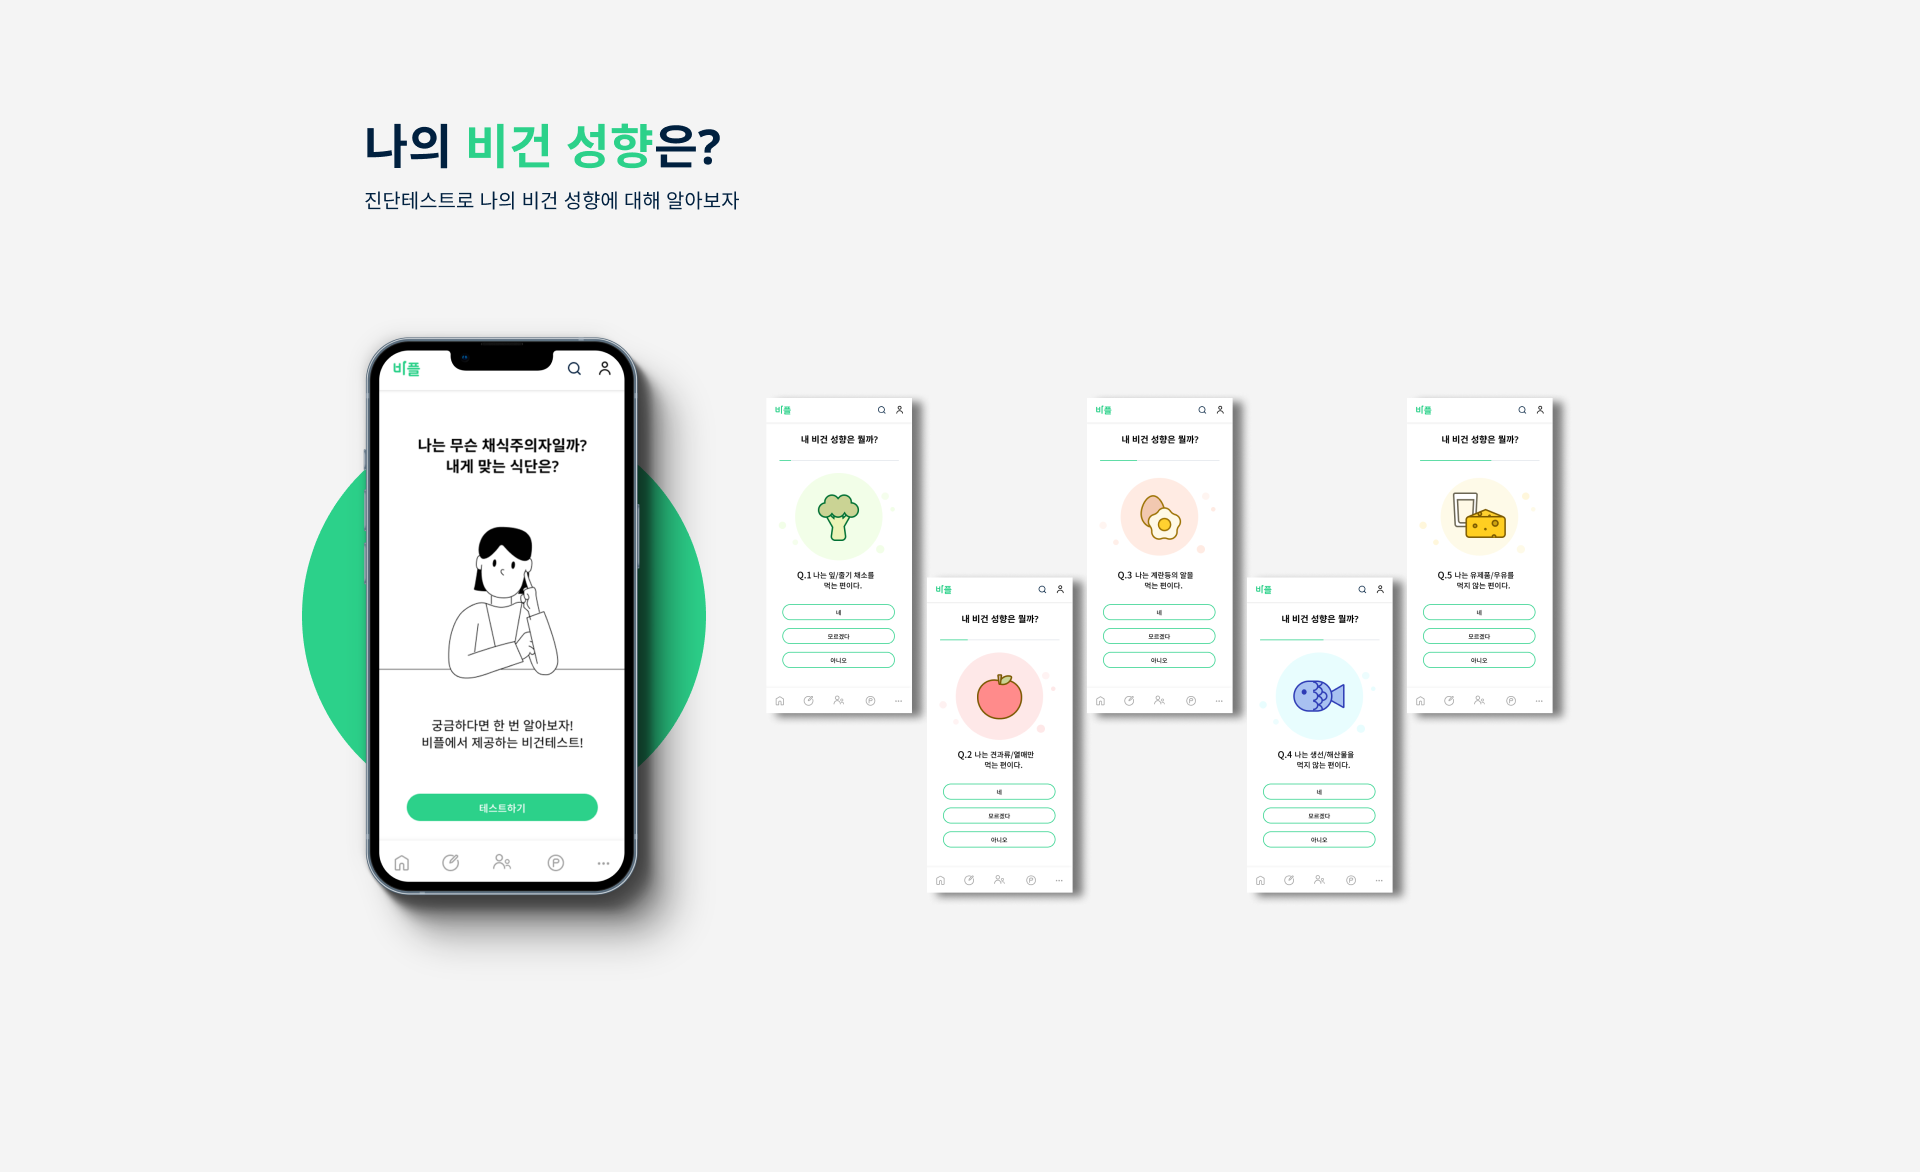 나의 비건 성향은?
진단테스트로 나의 비건 성향에 대해 알아보자
비플
나는 무슨 채식주의자일까?
내게 맞는 식단은?
궁금하다면 한 번 알아보자!
비플에서 제공하는 비건테스트!
테스트하기
비플
내 비건 성향은 뭘까?
Q.1 나는 잎/줄기 채소를
먹는 편이다.
네
모르겠다
아니오
비플
내 비건 성향은 뭘까?
Q.2 나는 견과류/열매만
먹는 편이다.
네
모르겠다
아니오
비플
내 비건 성향은 뭘까?
Q.3 나는 계란등의 알을
먹는 편이다.
네
모르겠다
아니오
비플
내 비건 성향은 뭘까?
Q.4 나는 생선/해산물을
먹지 않는 편이다.
네
모르겠다
아니오
비플
내 비건 성향은 뭘까?
Q.5 나는 유제품/우유를
먹지 않는 편이다.
네
모르겠다
아니오